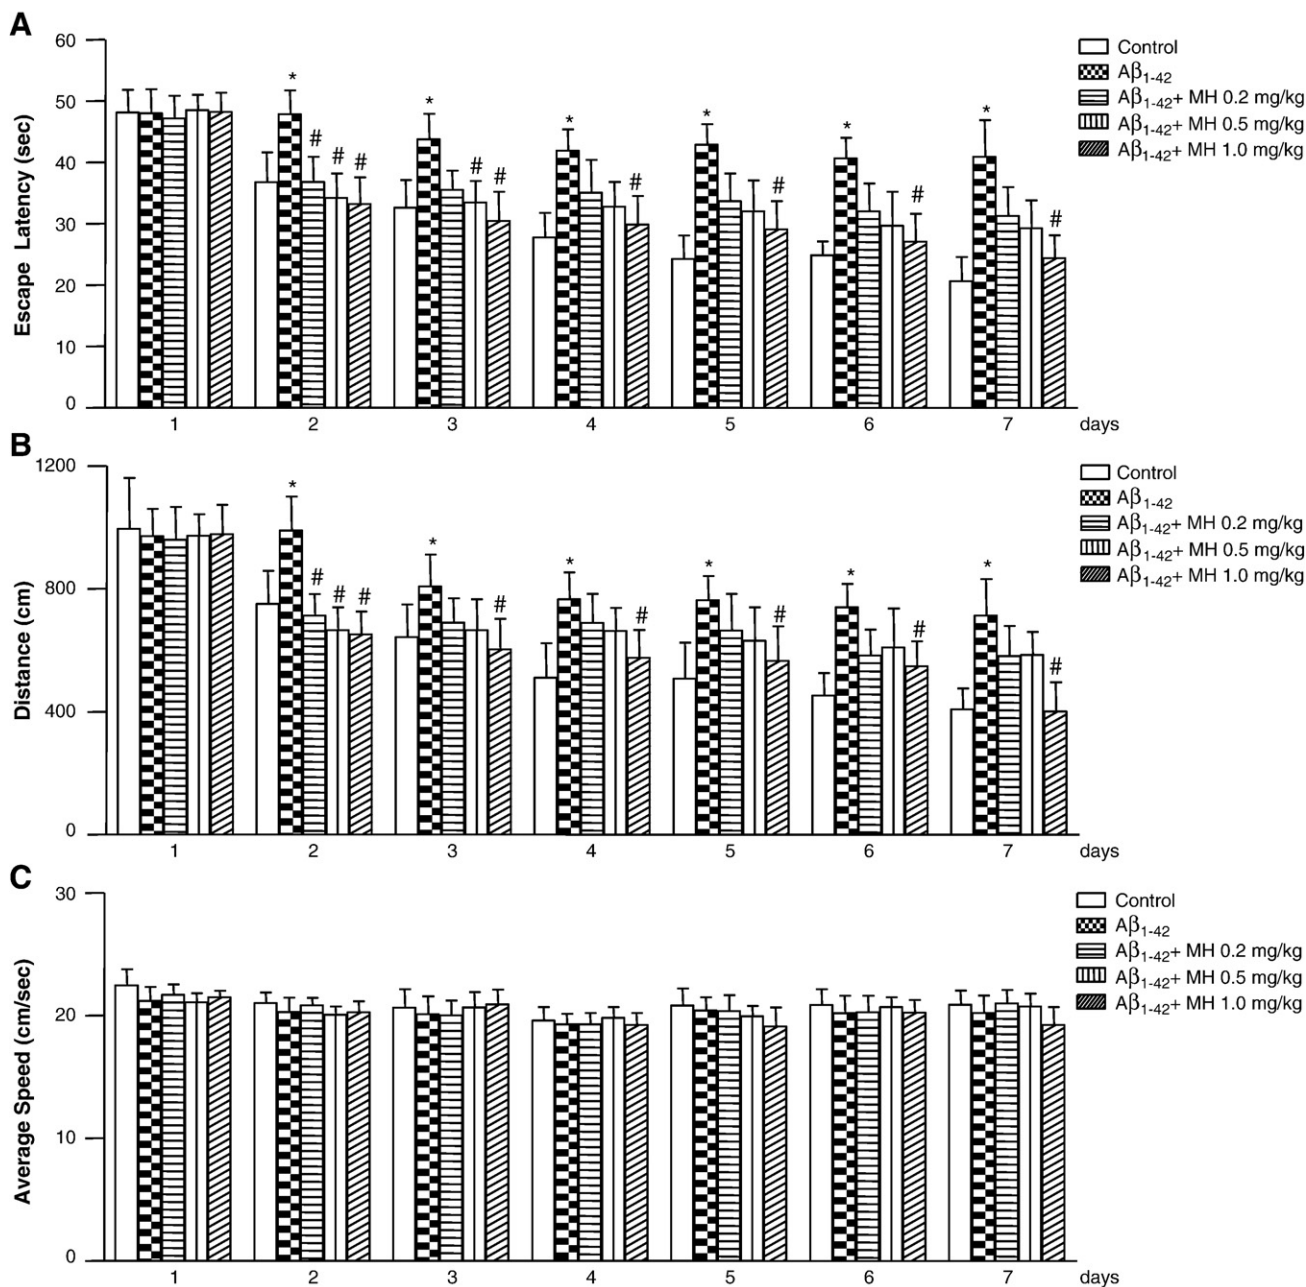 A
60
50
40
30
20
10
0
Escape Latency (sec)
* # # #
* # #
* #
* #
* #
* #
1 2 3 4 5 6 7 days
Control
Aβ1-42
Aβ1-42+ MH 0.2 mg/kg
Aβ1-42+ MH 0.5 mg/kg
Aβ1-42+ MH 1.0 mg/kg
B
1200
800
400
0
Distance (cm)
* # # #
* #
* #
* #
* #
* #
1 2 3 4 5 6 7 days
Control
Aβ1-42
Aβ1-42+ MH 0.2 mg/kg
Aβ1-42+ MH 0.5 mg/kg
Aβ1-42+ MH 1.0 mg/kg
C
30
20
10
0
Average Speed (cm/sec)
1 2 3 4 5 6 7 days
Control
Aβ1-42
Aβ1-42+ MH 0.2 mg/kg
Aβ1-42+ MH 0.5 mg/kg
Aβ1-42+ MH 1.0 mg/kg